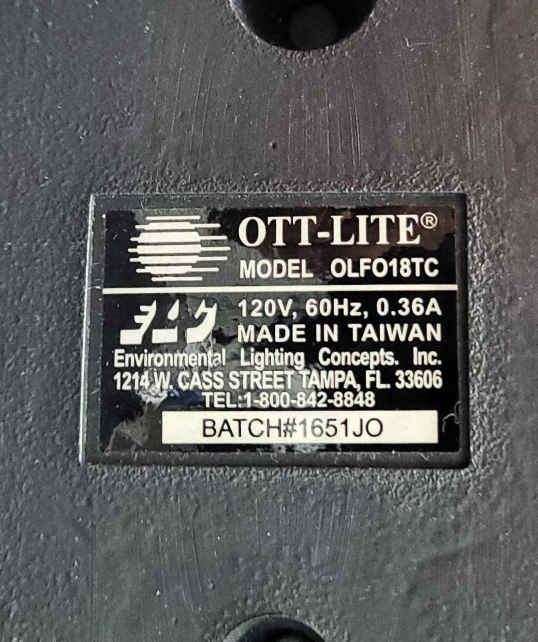 OTT-LITE®
MODEL OLFO18TC
120V, 60Hz, 0.36A
MADE IN TAIWAN
Environmental Lighting Concepts. Inc.
1214 W. CASS STREET TAMPA, FL. 33606
TEL:1-800-842-8848
BATCH#1651JO